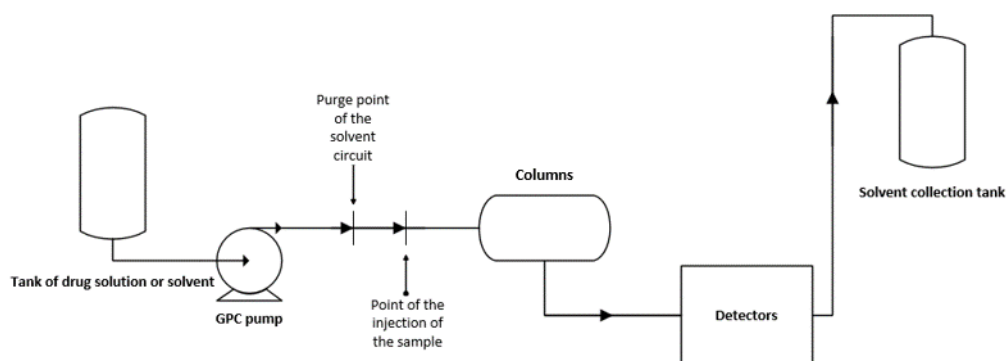 Purge point
of the
solvent
circuit
Columns
Solvent collection tank
Tank of drug solution or solvent
GPC pump
Point of the
injection of
the sample
Detectors